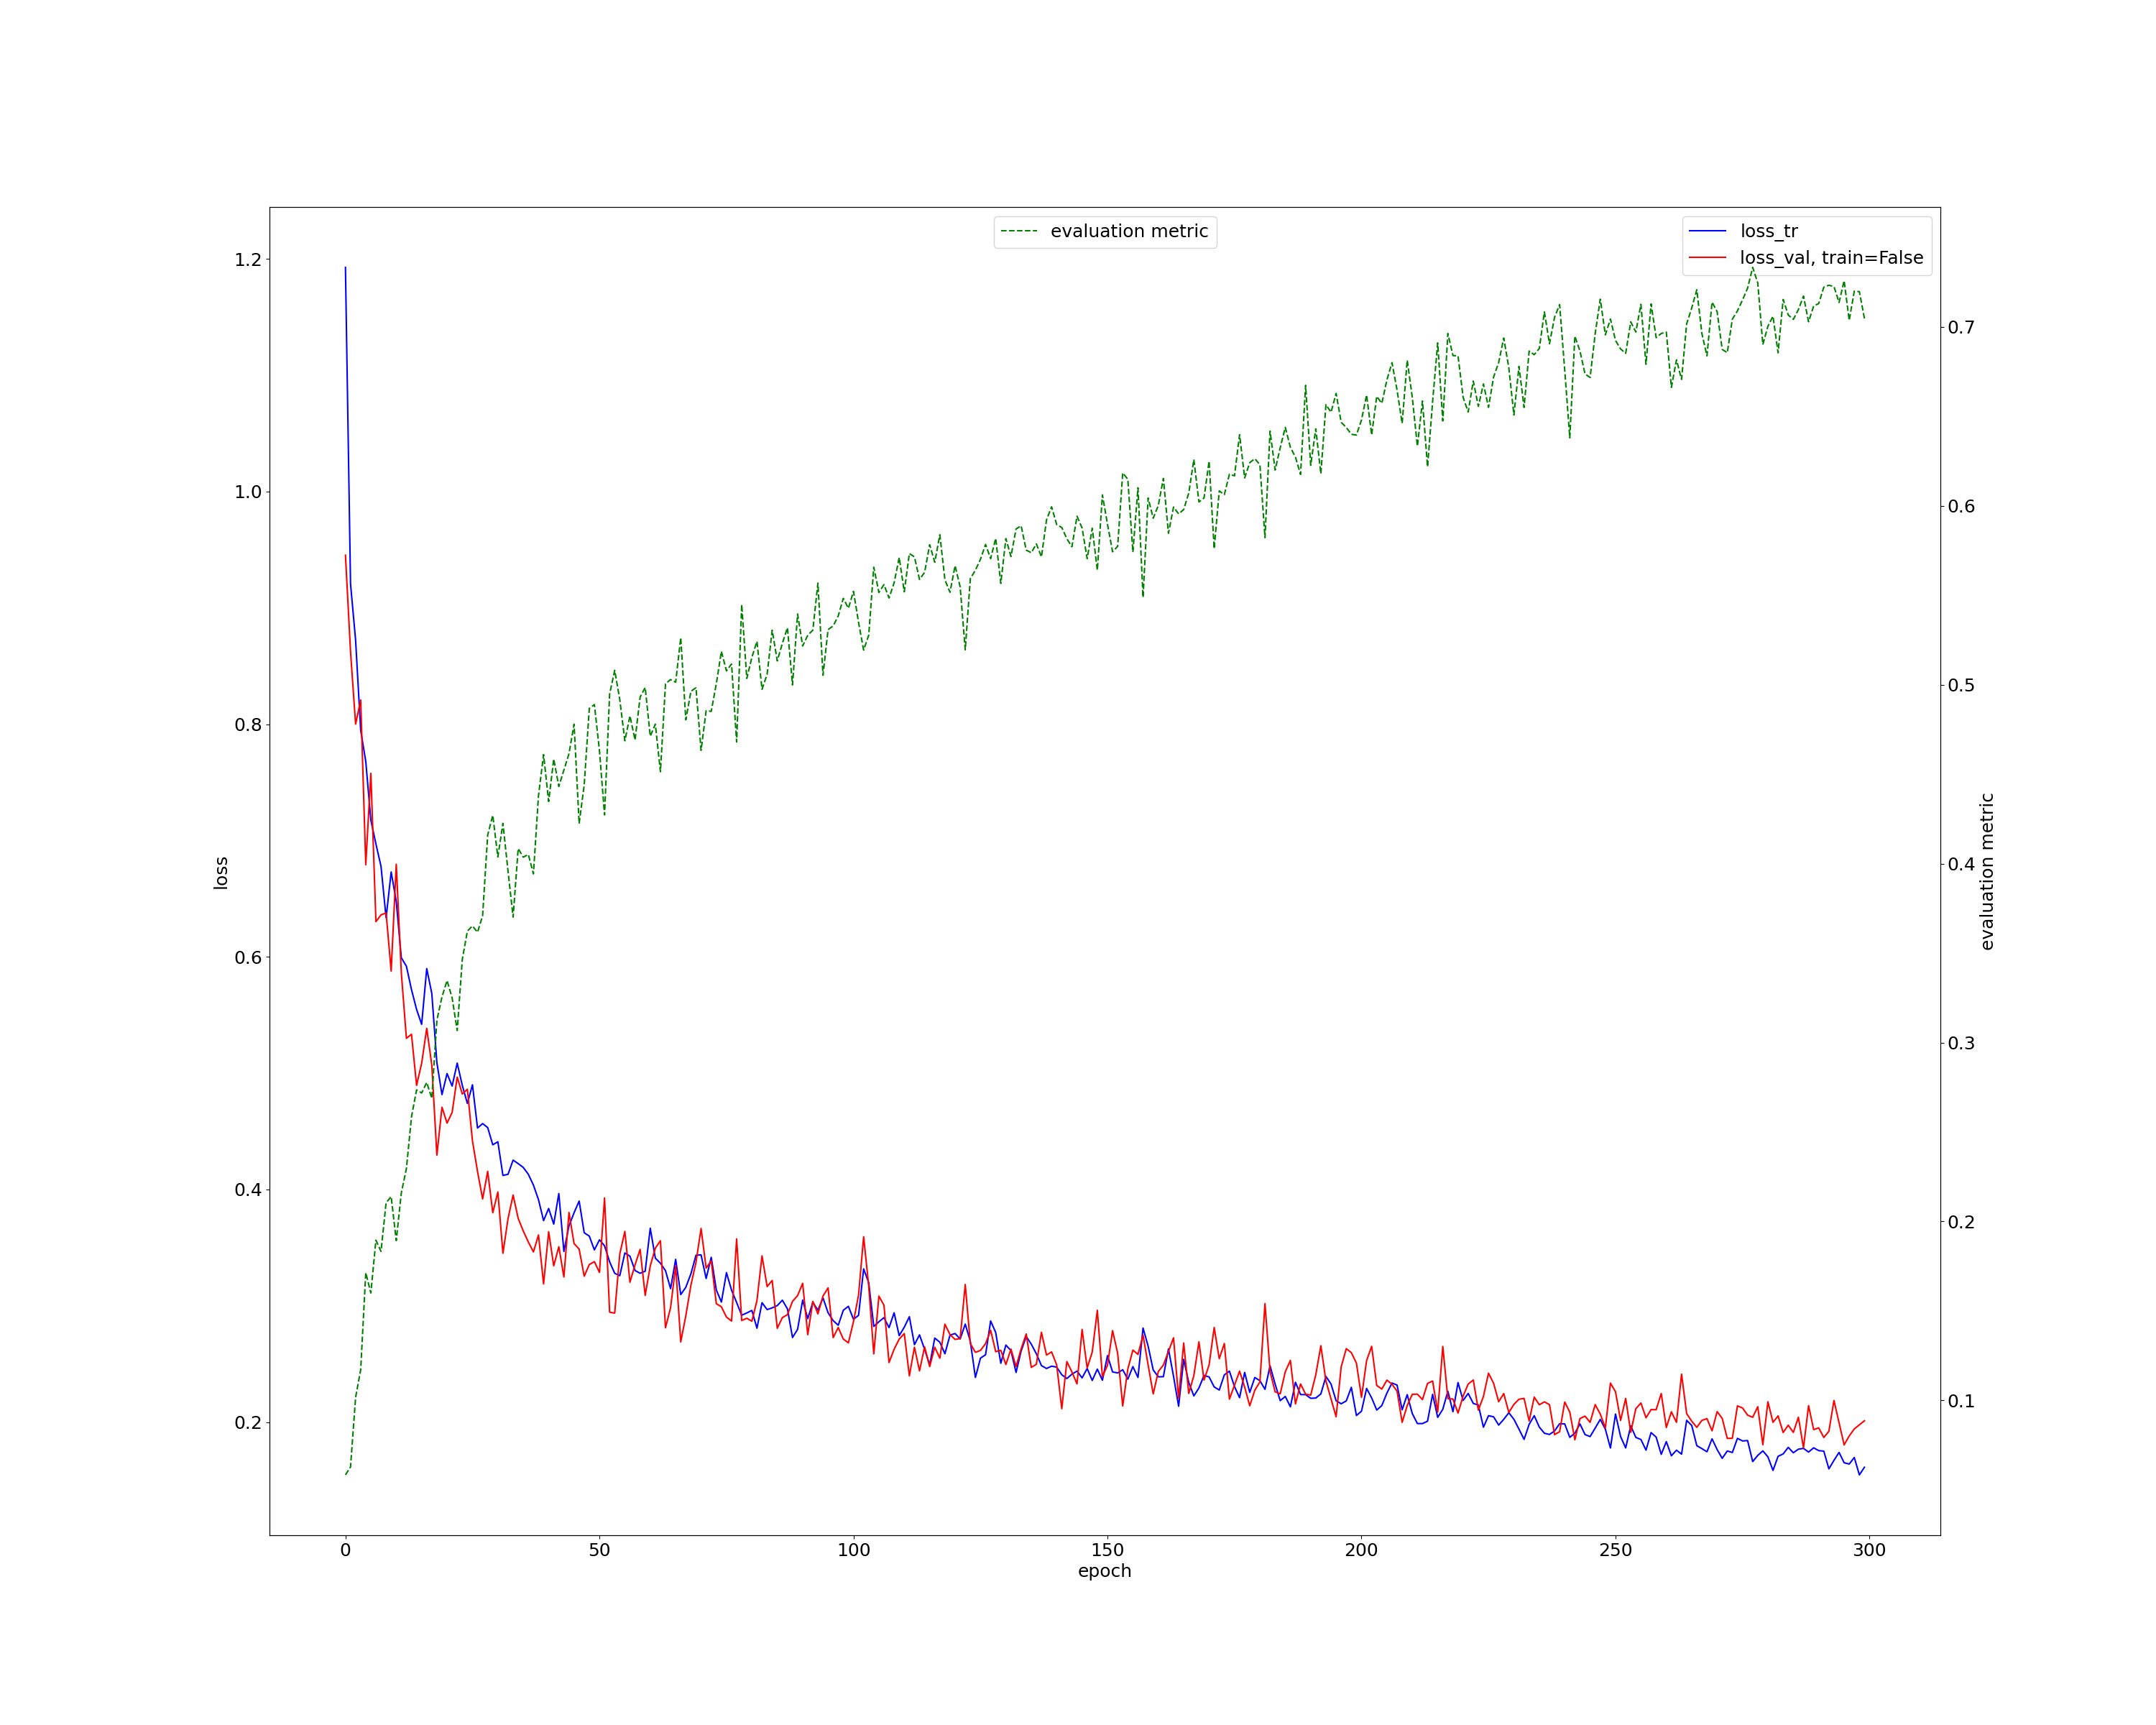 evaluation metric
loss_tr
loss_val, train=False
1.2
1.0
0.8
0.6
0.4
0.2
loss
0.7
0.6
0.5
0.4
0.3
0.2
0.1
evaluation metric
0 50 100 150 200 250 300
epoch